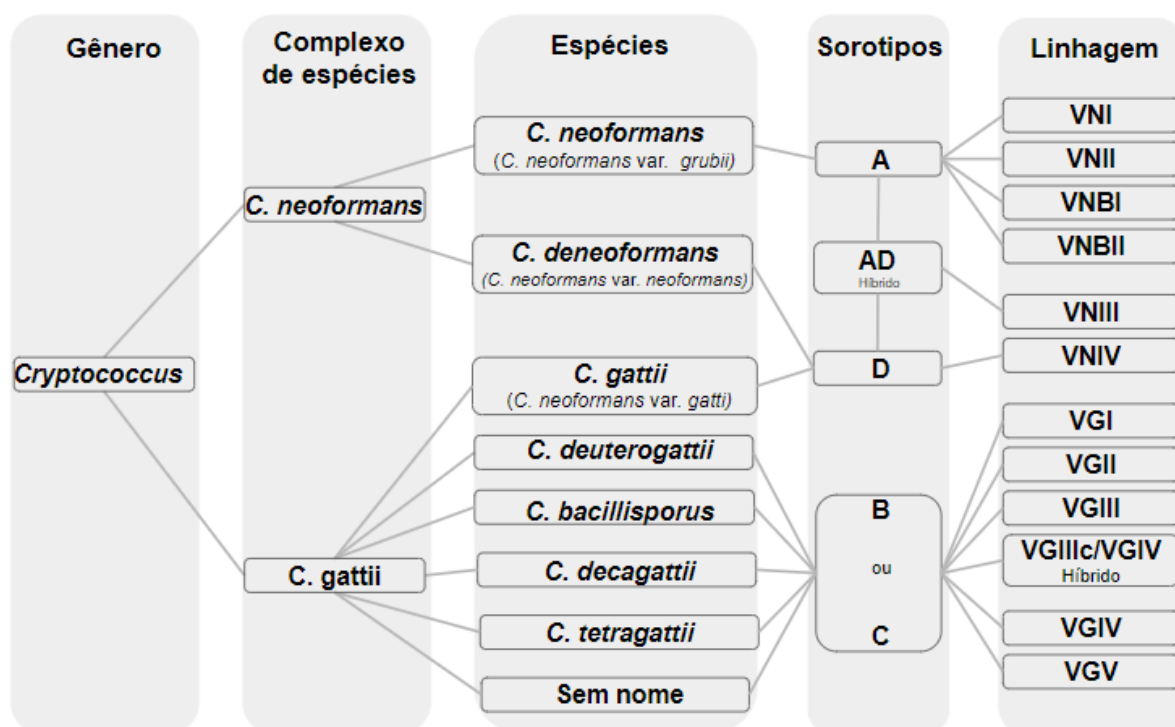 Gênero
Complexo
de espécies
Espécies
Sorotipos
Linhagem
Cryptococcus
C. neoformans
C. gattii
C. neoformans
(C. neoformans var. grubii)
C. deneoformans
(C. neoformans var. neoformans)
C. gattii
(C. neoformans var. gatti)
C. deuterogattii
C. bacillisporus
C. decagattii
C. tetragattii
Sem nome
A
AD
Híbrido
D
B
ou
C
VNI
VNII
VNBI
VNBII
VNIII
VNIV
VGI
VGII
VGIII
VGIIIc/VGIV
Híbrido
VGIV
VGV